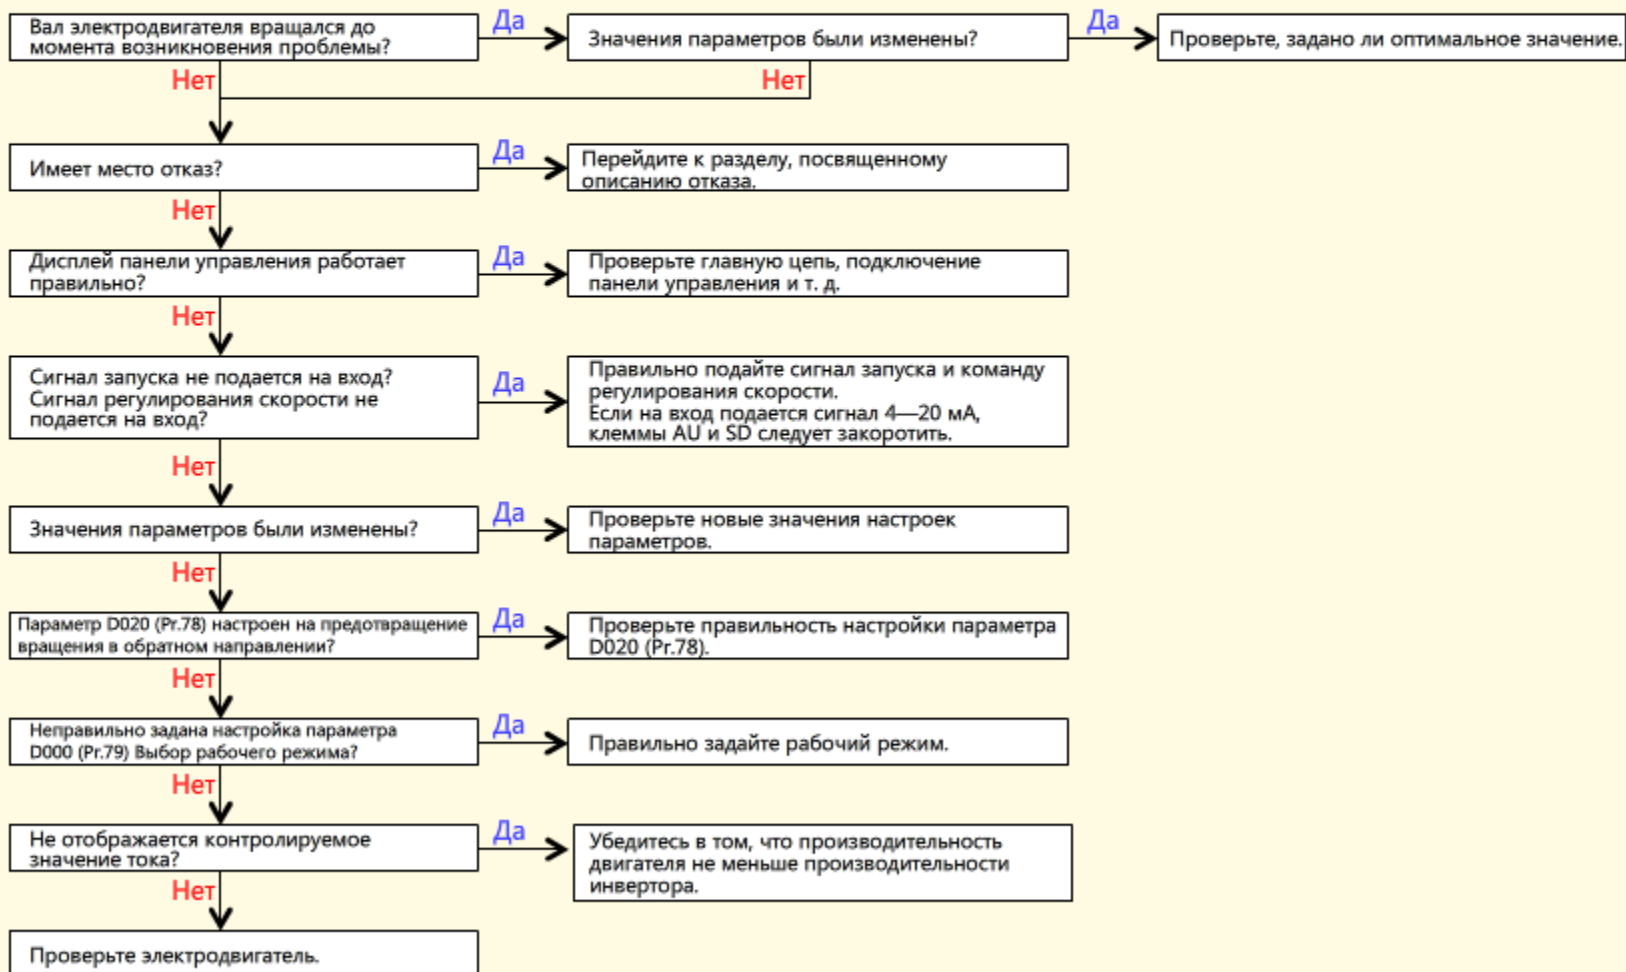 Вал электродвигателя вращался до
момента возникновения проблемы?
Да
Значения параметров были изменены?
Да
Проверьте, задано ли оптимальное значение.
Нет
Нет
Имеет место отказ?
Да
Перейдите к разделу, посвященному
описанию отказа.
Нет
Дисплей панели управления работает
правильно?
Да
Проверьте главную цепь, подключение
панели управления и т. д.
Нет
Сигнал запуска не подается на вход?
Сигнал регулирования скорости не
подается на вход?
Да
Правильно подайте сигнал запуска и команду
регулирования скорости.
Если на вход подается сигнал 4—20 мА,
клеммы AU и SD следует закоротить.
Нет
Значения параметров были изменены?
Да
Проверьте новые значения настроек
параметров.
Нет
Параметр D020 (Pr.78) настроен на предотвращение
вращения в обратном направлении?
Да
Проверьте правильность настройки параметра
D020 (Pr.78).
Нет
Неправильно задана настройка параметра
D000 (Pr.79) Выбор рабочего режима?
Да
Правильно задайте рабочий режим.
Нет
Не отображается контролируемое
значение тока?
Да
Убедитесь в том, что производительность
двигателя не меньше производительности
инвертора.
Нет
Проверьте электродвигатель.